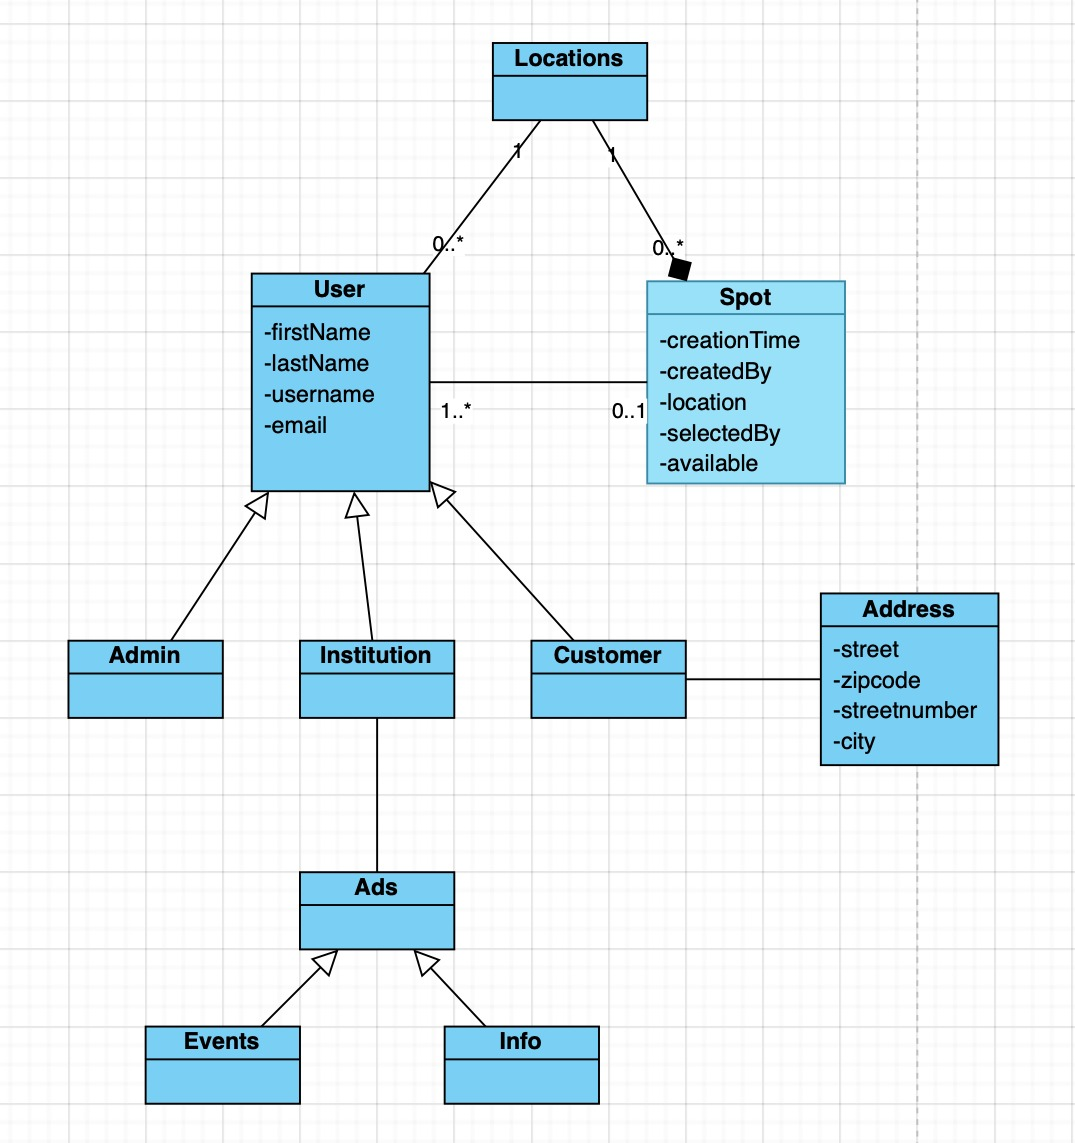 Locations
1
1
0..*
0..*
User
-firstName
-lastName
-username
-email
Spot
-creationTime
-createdBy
-location
-selectedBy
-available
1..*
0..1
Admin
Institution
Customer
Address
-street
-zipcode
-streetnumber
-city
Ads
Events
Info